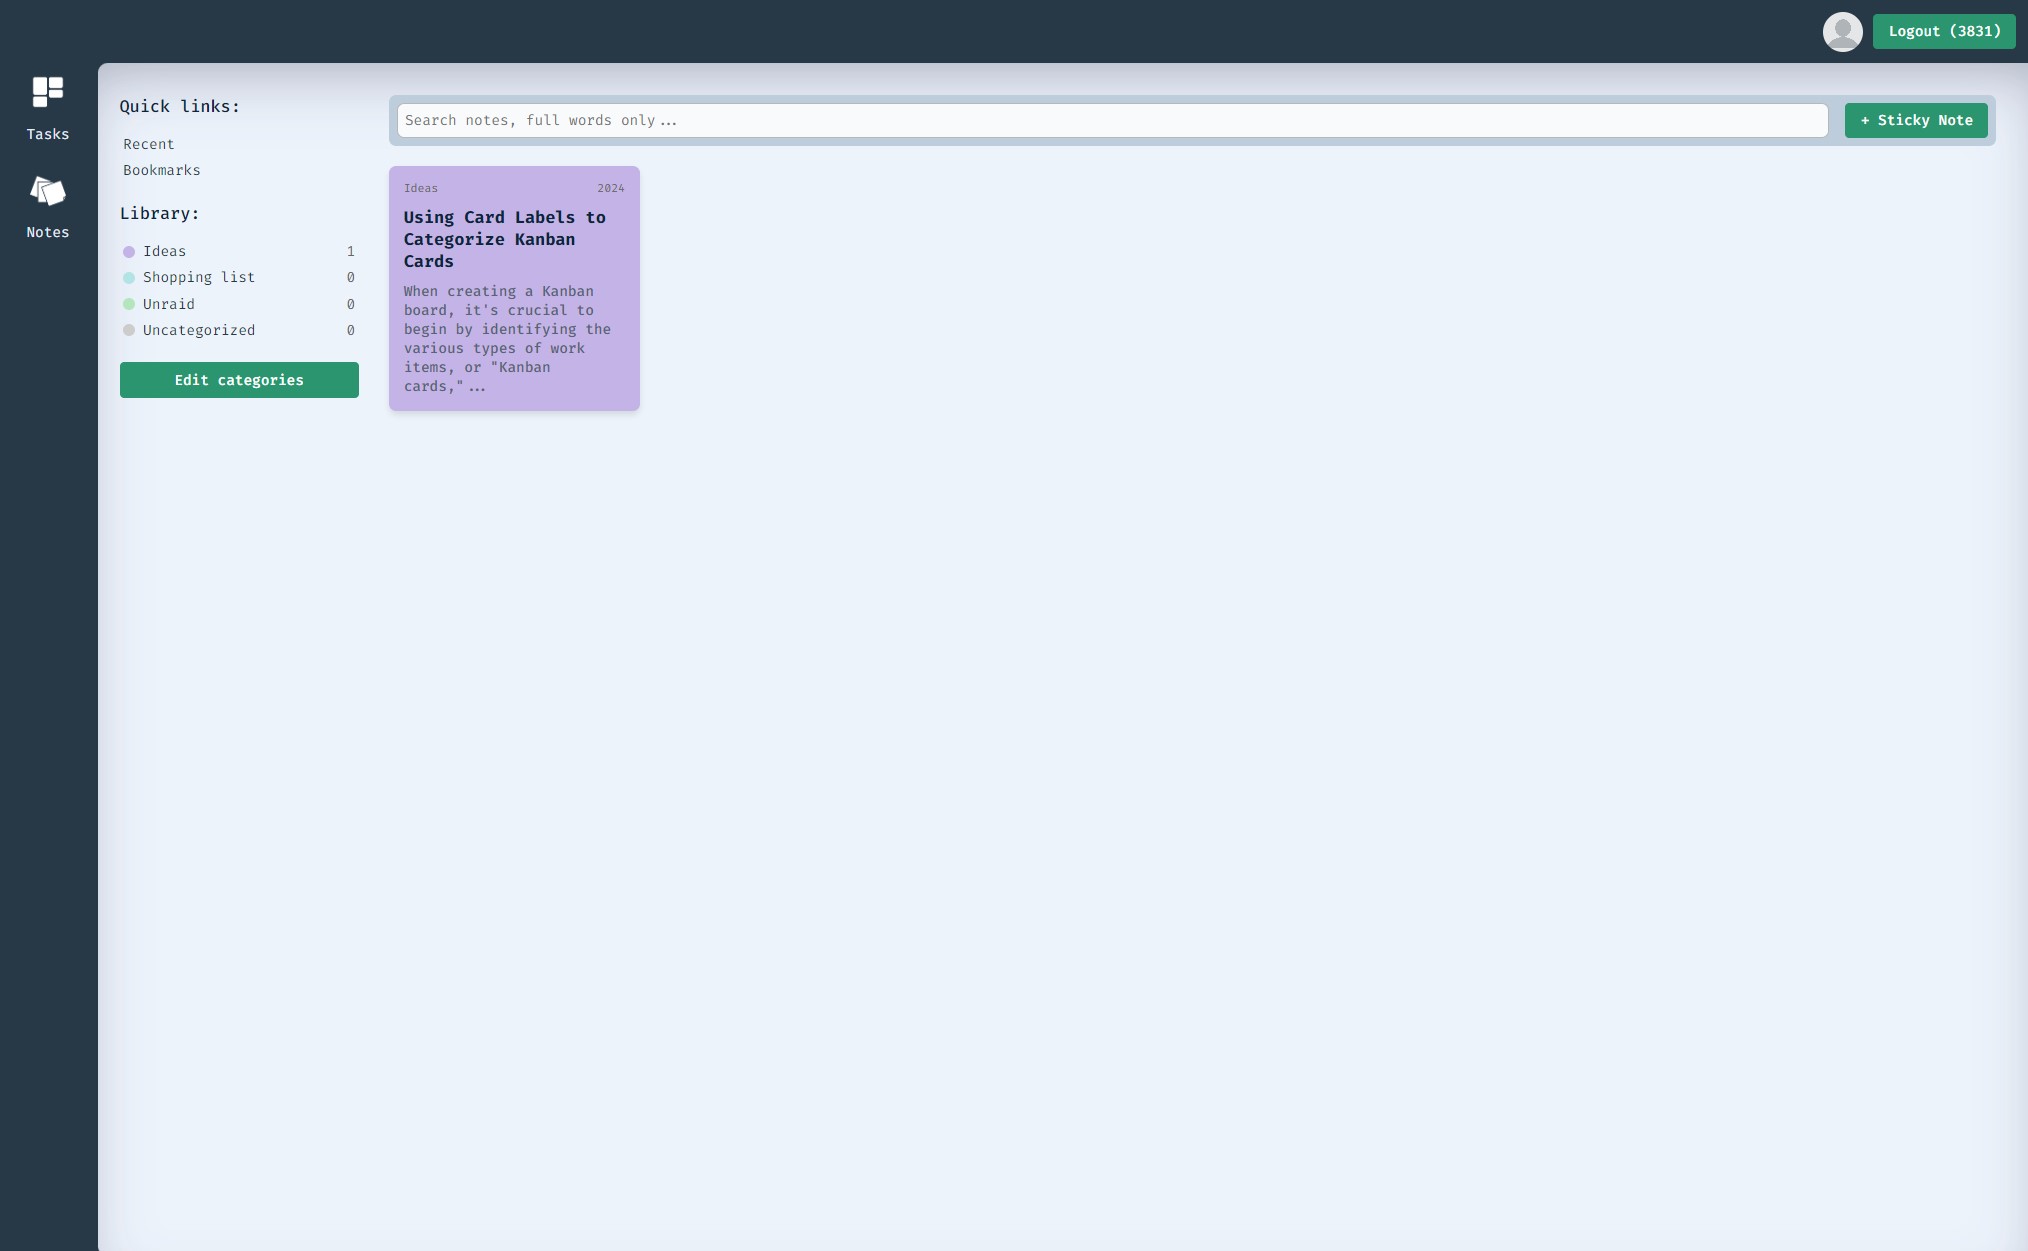 Logout (3831)
Tasks
Notes
Quick links:
Recent
Bookmarks
Library:
Ideas 1
Shopping list 0
Unraid 0
Uncategorized 0
Edit categories
Search notes, full words only...
+ Sticky Note
Ideas 2024
Using Card Labels to
Categorize Kanban
Cards
When creating a Kanban
board, it's crucial to
begin by identifying the
various types of work
items, or "Kanban
cards,"...